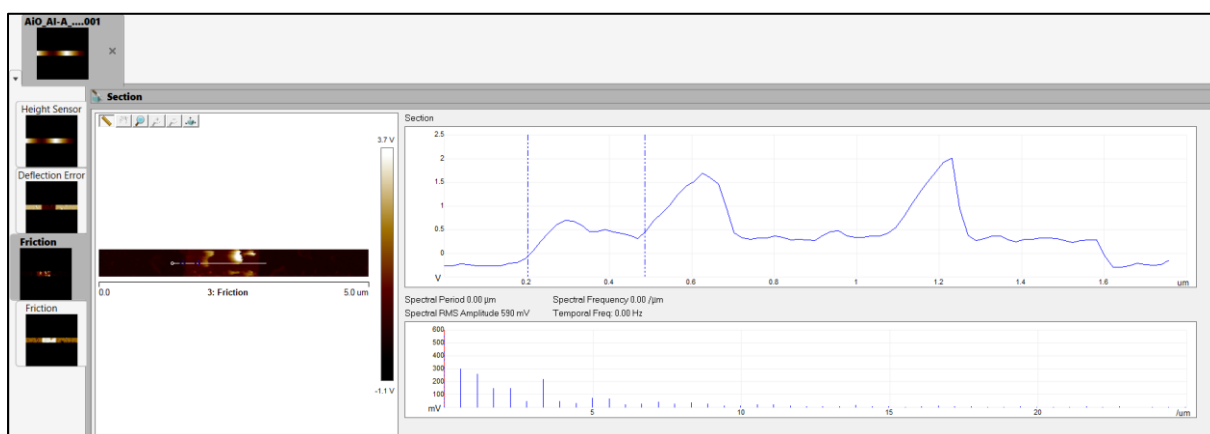 AiO_AI-A_....001
Height Sensor
Deflection Error
Friction
Friction
Section
3.7 V
-1.1 V
0.0 3: Friction 5.0 um
Section
2.5
2
1.5
1
0.5
0
V
0.2 0.4 0.6 0.8 1 1.2 1.4 1.6 um
Spectral Period 0.00 µm Spectral Frequency 0.00 /µm
Spectral RMS Amplitude 590 mV Temporal Freq: 0.00 Hz
600
500
400
300
200
100
mV
5 10 15 20 /um